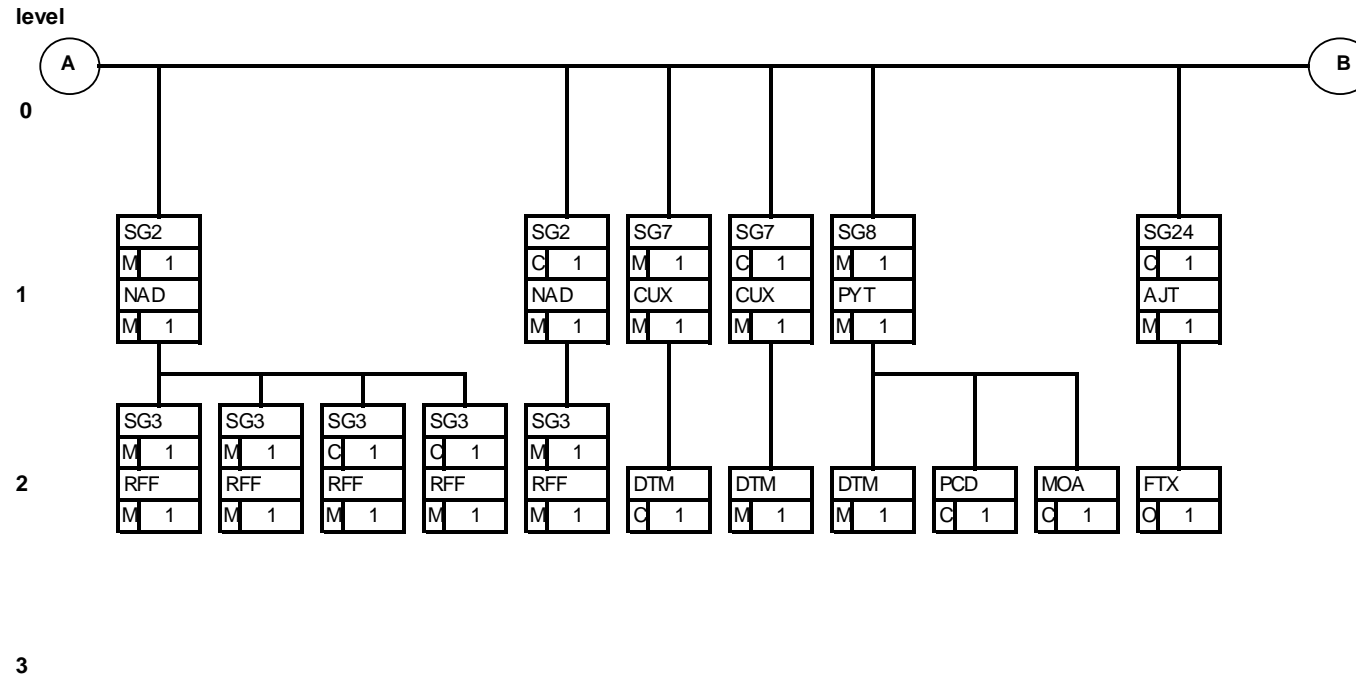 level
A B
0
SG2 SG2 SG7 SG7 SG8 SG24
M 1 C 1 M 1 C 1 M 1 C 1
1 NAD NAD CUX CUX PYT AJT
M 1 M 1 M 1 M 1 M 1 M 1
SG3 SG3 SG3 SG3 SG3
M 1 M 1 C 1 C 1 M 1
2 RFF RFF RFF RFF RFF DTM DTM DTM PCD MOA FTX
M 1 M 1 M 1 M 1 M 1 C 1 M 1 M 1 C 1 C 1 O 1
3